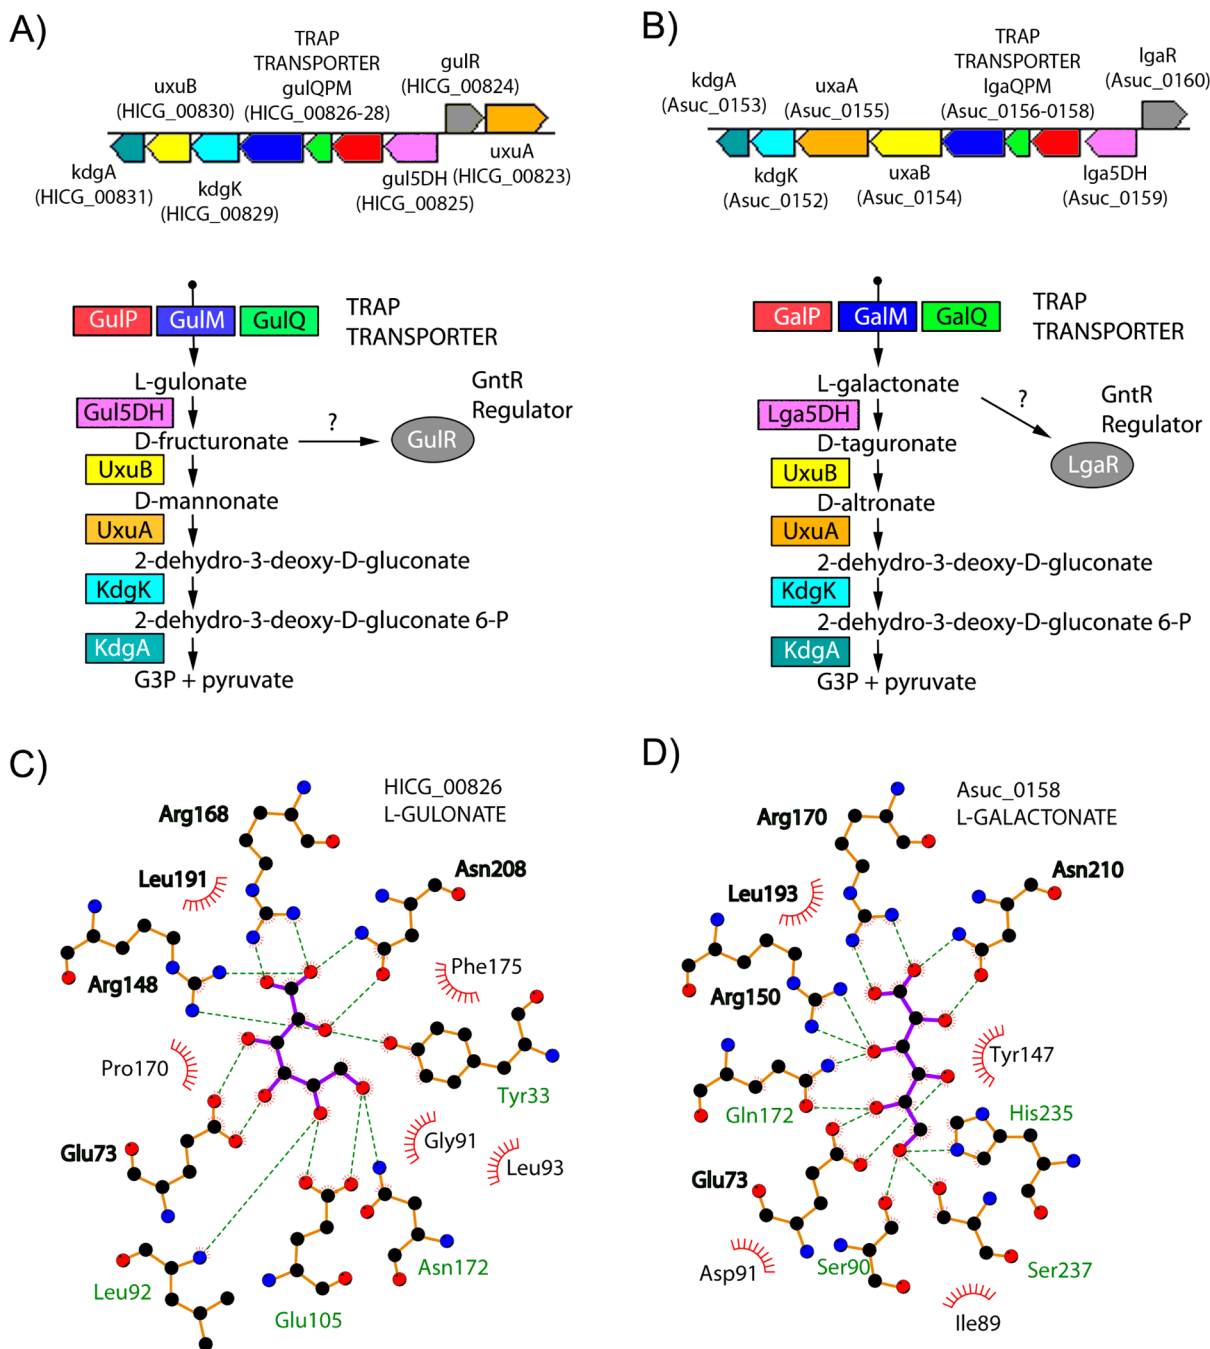 A)
TRAP
TRANSPORTER
gulQPM
(HICG_00826-28)
gulR
(HICG_00824)
uxuB
(HICG_00830)
kdgA
(HICG_00831)
kdgK
(HICG_00829)
gul5DH
(HICG_00825)
uxuA
(HICG_00823)
GulP
GulM
GulQ
TRAP
TRANSPORTER
L-gulonate
Gul5DH
D-fructuronate
?
GntR
Regulator
GulR
UxuB
D-mannonate
UxuA
2-dehydro-3-deoxy-D-gluconate
KdgK
2-dehydro-3-deoxy-D-gluconate 6-P
KdgA
G3P + pyruvate
B)
TRAP
TRANSPORTER
lgaQPM
(Asuc_0156-0158)
lgaR
(Asuc_0160)
kdgA
(Asuc_0153)
uxaA
(Asuc_0155)
kdgK
(Asuc_0152)
uxaB
(Asuc_0154)
lga5DH
(Asuc_0159)
GalP
GalM
GalQ
TRAP
TRANSPORTER
L-galactonate
Lga5DH
D-taguronate
?
GntR
Regulator
LgaR
UxuB
D-altronate
UxuA
2-dehydro-3-deoxy-D-gluconate
KdgK
2-dehydro-3-deoxy-D-gluconate 6-P
KdgA
G3P + pyruvate
C)
HICG_00826
L-GULONATE
Arg168
Leu191
Asn208
Arg148
Phe175
Pro170
Tyr33
Glu73
Gly91
Leu93
Leu92
Glu105
Asn172
D)
Asuc_0158
L-GALACTONATE
Arg170
Leu193
Asn210
Arg150
Tyr147
Gln172
His235
Glu73
Asp91
Ser90
Ser237
Ile89